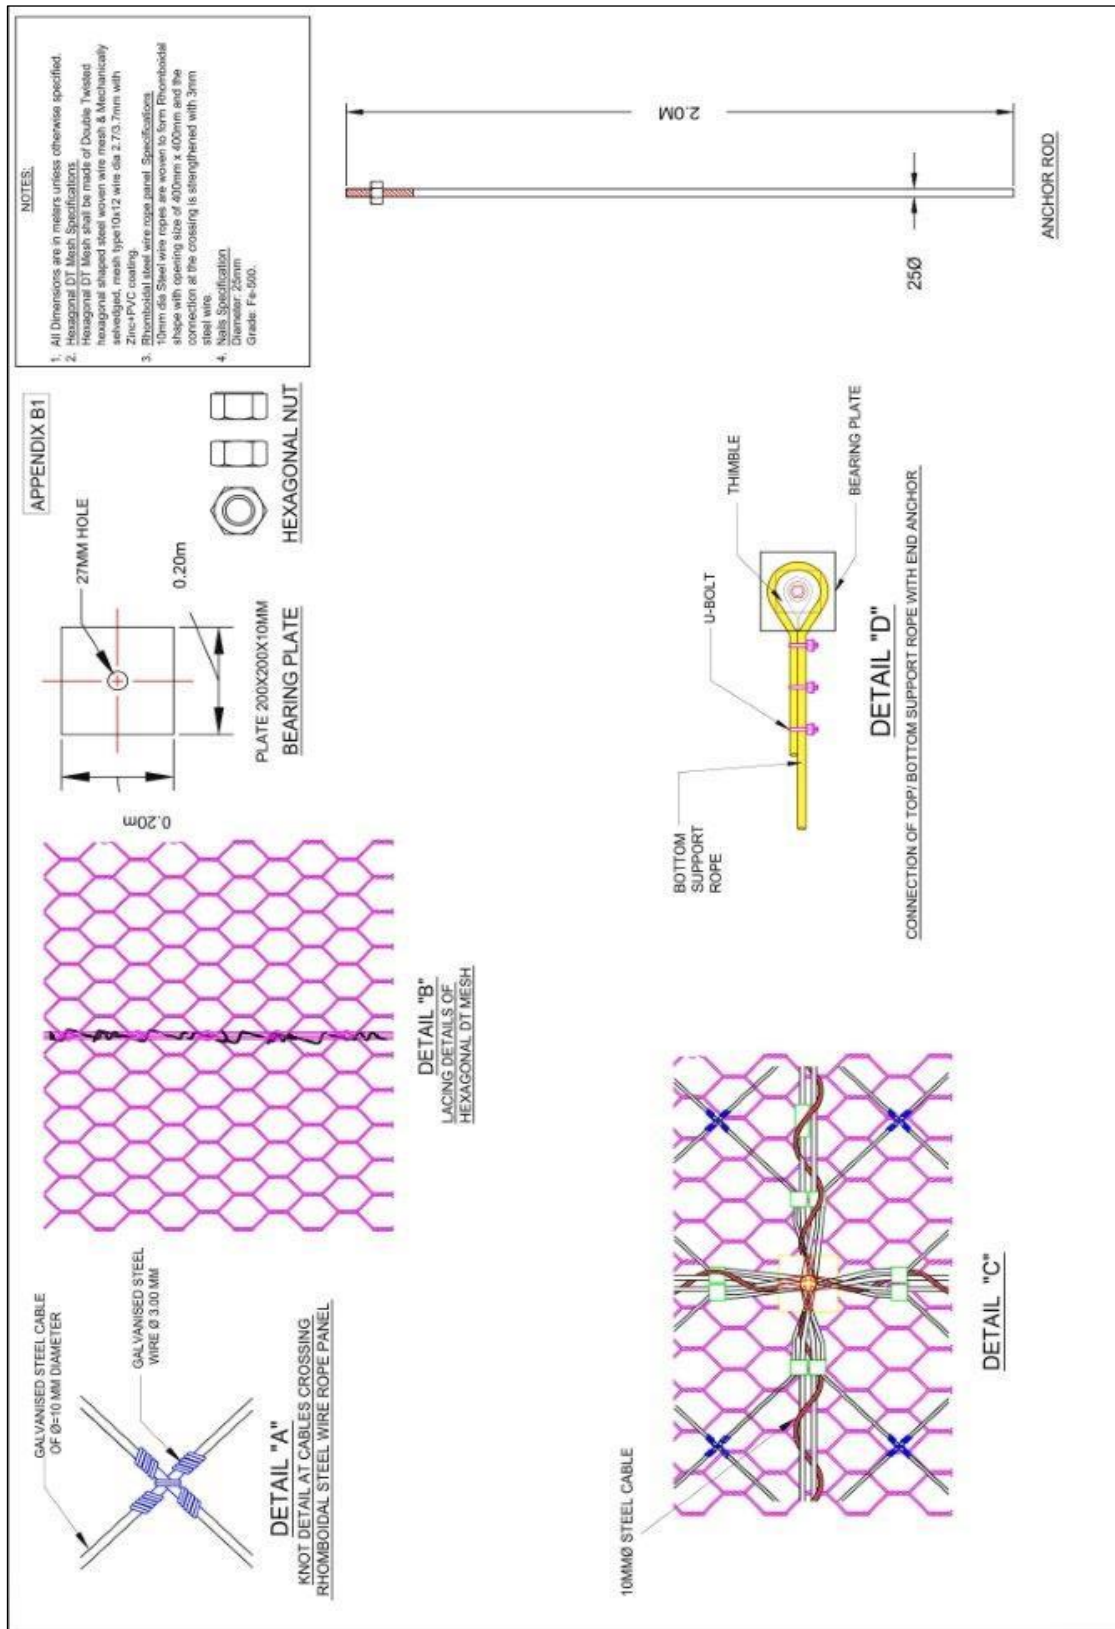 GALVANISED STEEL CABLE
OF Ø=10 MM DIAMETER
GALVANISED STEEL
WIRE Ø 3.00 MM
DETAIL "A"
KNOT DETAIL AT CABLES CROSSING
RHOMBOIDAL STEEL WIRE ROPE PANEL
DETAIL "B"
LACING DETAILS OF
HEXAGONAL DT MESH
0.20m
27MM HOLE
0.20m
PLATE 200X200X10MM
BEARING PLATE
APPENDIX B1
HEXAGONAL NUT
NOTES:
1. All Dimensions are in meters unless otherwise specified.
2. Hexagonal DT Mesh Specifications
Hexagonal DT Mesh shall be made of Double Twisted
hexagonal shaped steel woven wire mesh & Mechanically
selvedged, mesh type10x12 wire dia 2.7/3.7mm with
Zinc+PVC coating.
3. Rhomboidal steel wire rope panel Specifications
10mm dia Steel wire ropes are woven to form Rhomboidal
shape with opening size of 400mm x 400mm and the
connection at the crossing is strengthened with 3mm
steel wire.
4. Nails Specification
Diameter: 25mm
Grade: Fe-500.
10MMØ STEEL CABLE
DETAIL "C"
BOTTOM
SUPPORT
ROPE
U-BOLT
THIMBLE
BEARING PLATE
DETAIL "D"
CONNECTION OF TOP/ BOTTOM SUPPORT ROPE WITH END ANCHOR
2.0M
25Ø
ANCHOR ROD